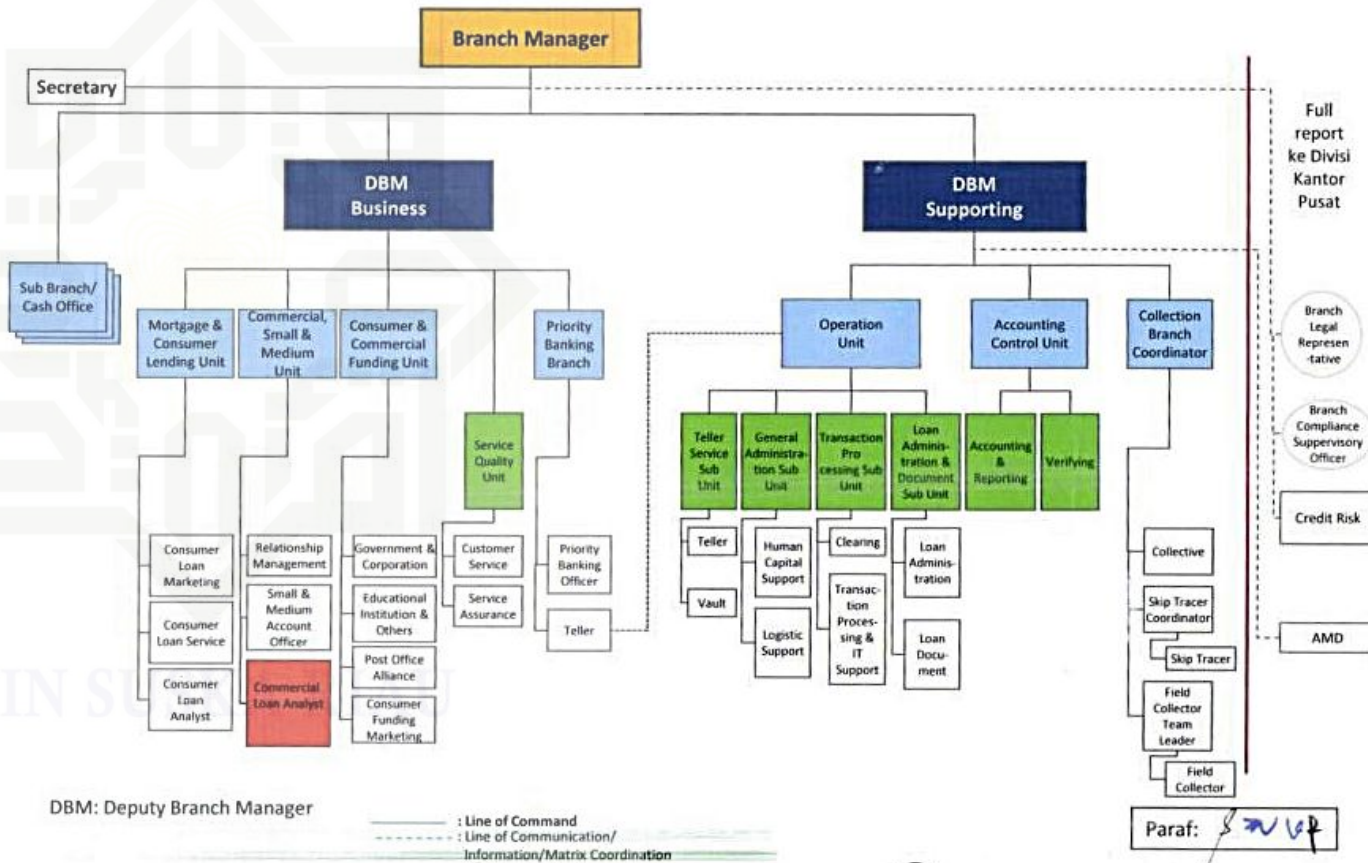 Branch Manager
Secretary
Full
report
ke Divisi
Kantor
Pusat
DBM
Business
DBM
Supporting
Sub Branch/
Cash Office
Mortgage &
Consumer
Lending Unit
Commercial,
Small &
Medium
Unit
Consumer &
Commercial
Funding Unit
Priority
Banking
Branch
Operation
Unit
Accounting
Control Unit
Collection
Branch
Coordinator
Branch
Legal
Represen
-tative
Branch
Compliance
Suppervisory
Officer
Credit Risk
AMD
Service
Quality
Unit
Teller
Service
Sub
Unit
General
Administra-
tion Sub
Unit
Transaction
Pro
cessing Sub
Unit
Loan
Adminis-
tration &
Document
Sub Unit
Accounting
&
Reporting
Verifying
Consumer
Loan
Marketing
Consumer
Loan Service
Consumer
Loan
Analyst
Relationship
Management
Small &
Medium
Account
Officer
Commercial
Loan Analyst
Government &
Corporation
Educational
Institution &
Others
Post Office
Alliance
Consumer
Funding
Marketing
Customer
Service
Service
Assurance
Priority
Banking
Officer
Teller
Teller
Vault
Human
Capital
Support
Logistic
Support
Clearing
Transac-
tion
Proces-
sing &
IT
Support
Loan
Adminis-
tration
Loan
Docu-
ment
Collective
Skip Tracer
Coordinator
Skip Tracer
Field
Collector
Team
Leader
Field
Collector
DBM: Deputy Branch Manager
: Line of Command
: Line of Communication/
Information/Matrix Coordination
Paraf: